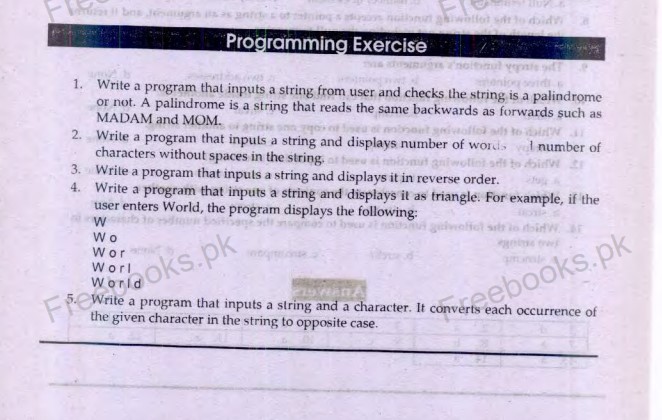 Programming Exercise
1. Write a program that inputs a string from user and checks the string is a palindrome
or not. A palindrome is a string that reads the same backwards as forwards such as
MADAM and MOM.
2. Write a program that inputs a string and displays number of words l number of
characters without spaces in the string.
3. Write a program that inputs a string and displays it in reverse order.
4. Write a program that inputs a string and displays it as triangle. For example, if the
user enters World, the program displays the following:
W
W o
W o r
W o r l
W o r l d
5. Write a program that inputs a string and a character. It converts each occurrence of
the given character in the string to opposite case.
Freebooks.pk
Freebooks.pk